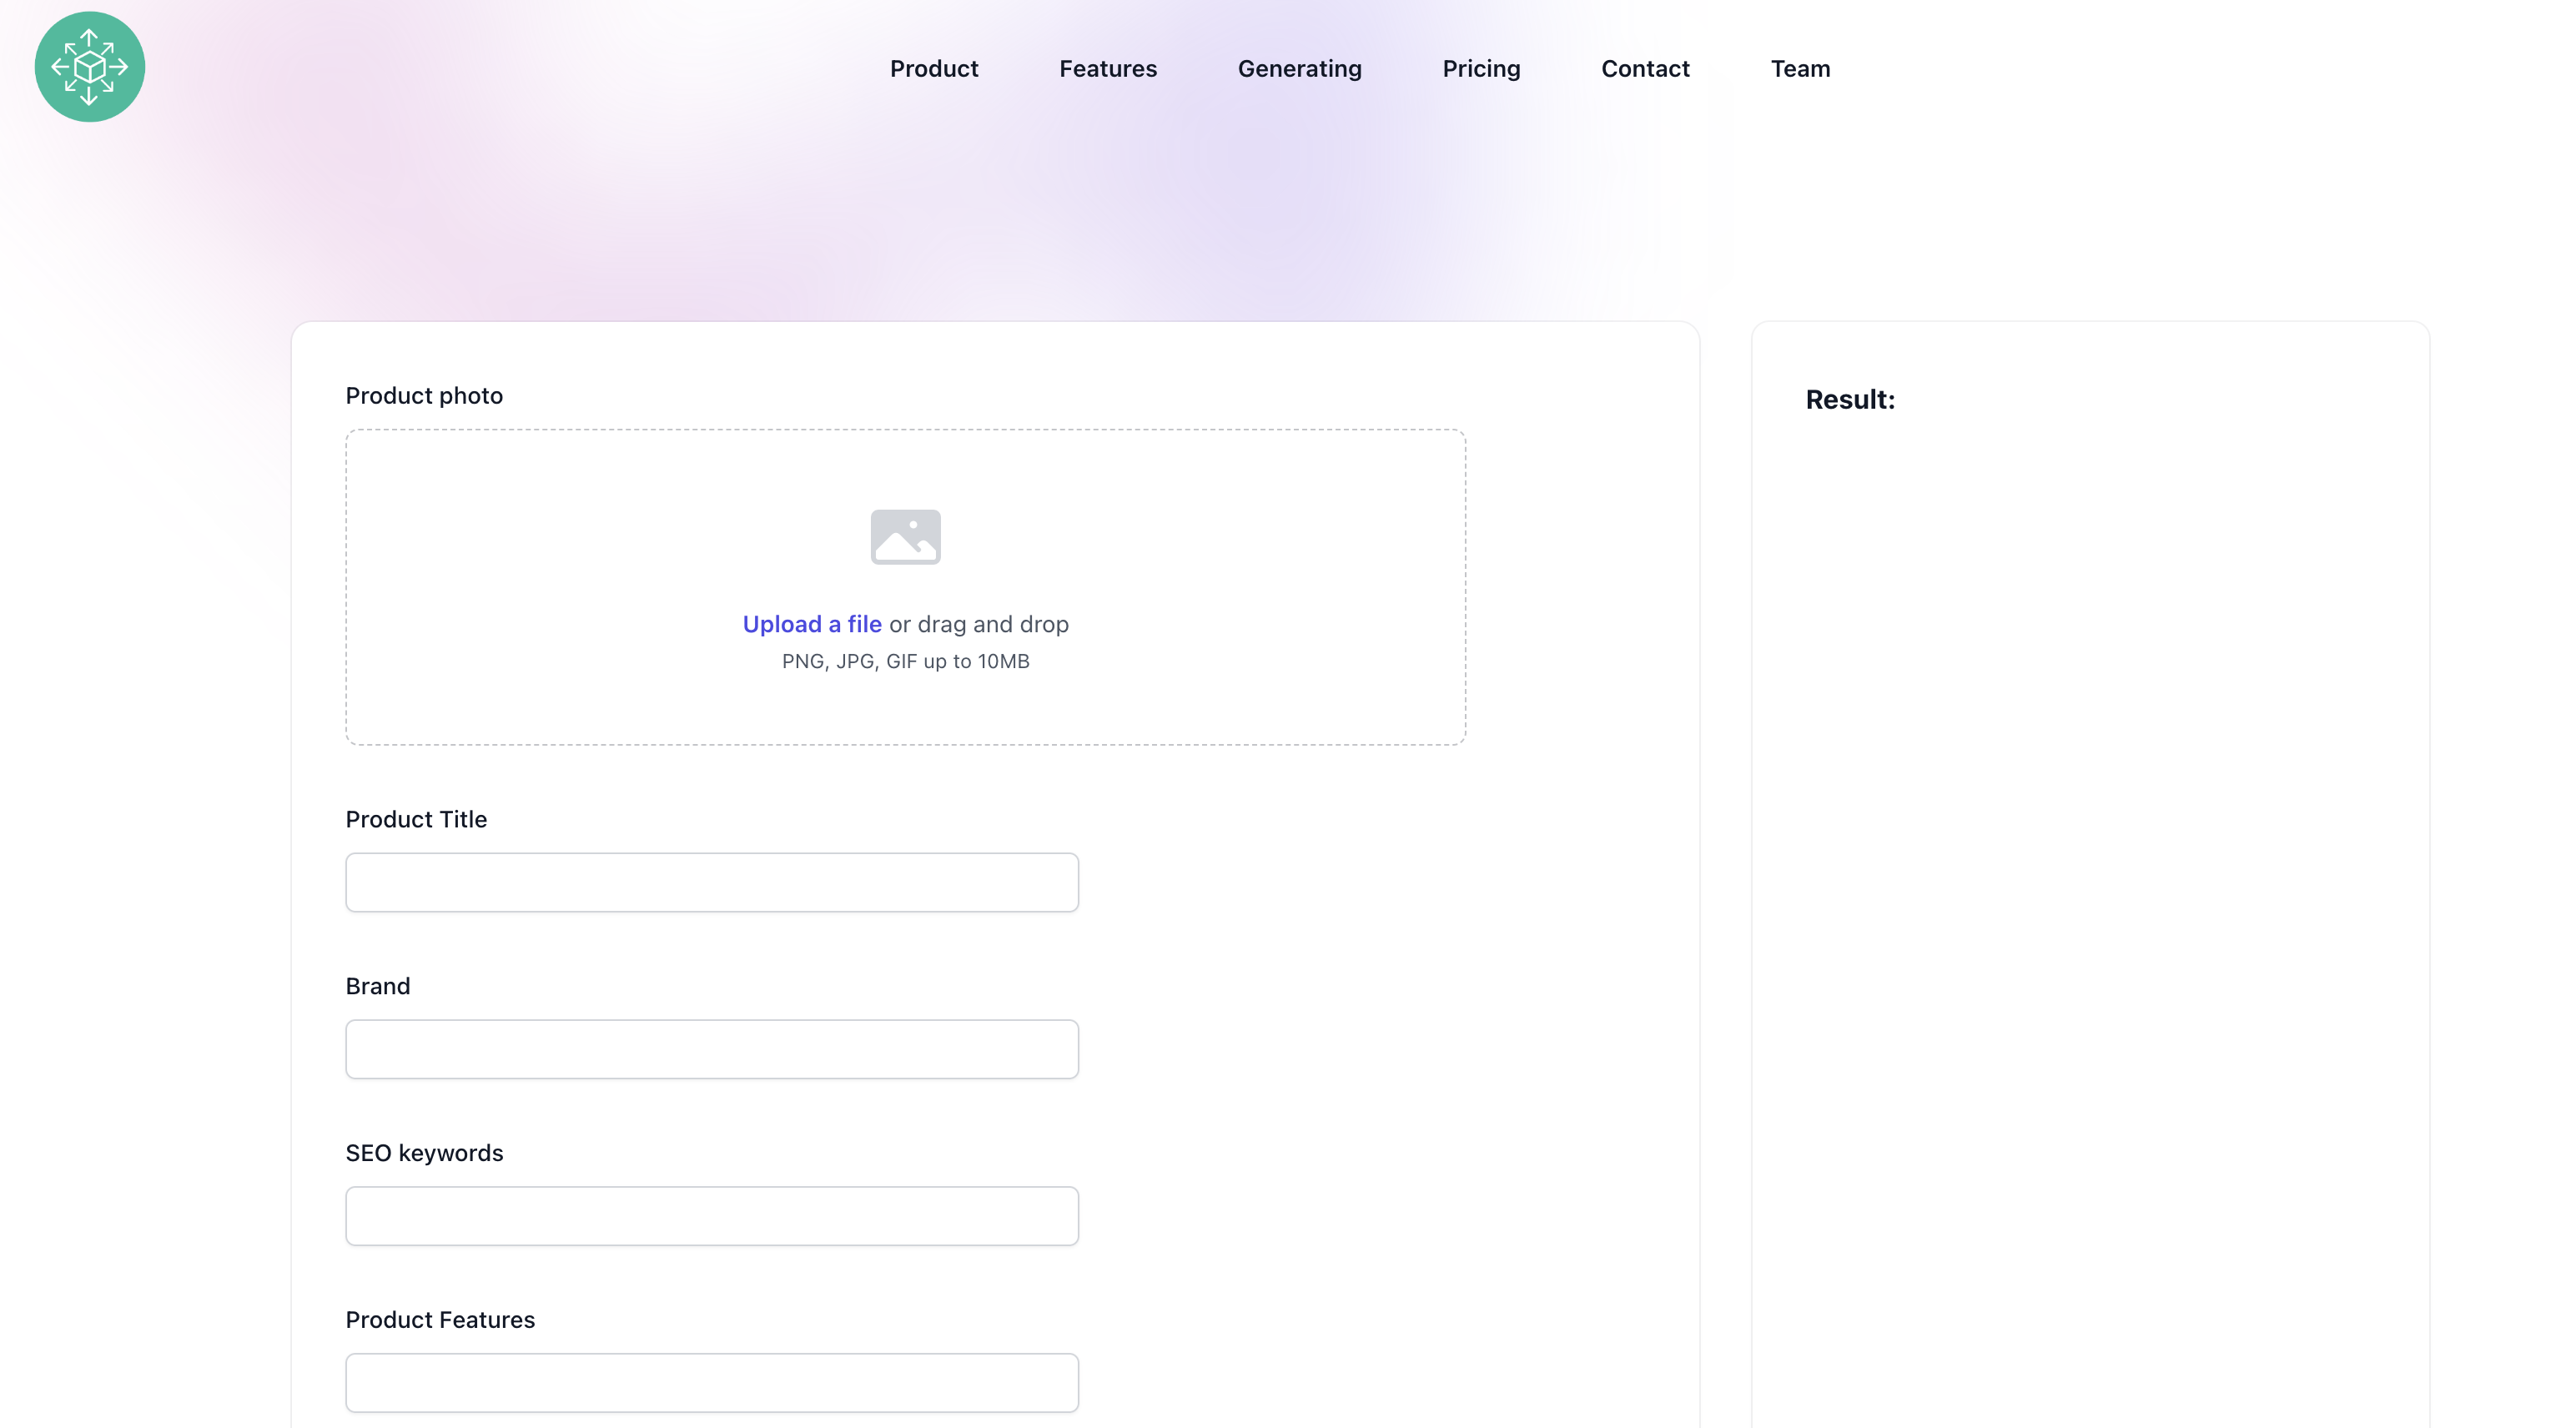 Product Features Generating Pricing Contact Team
Product photo
Upload a file or drag and drop
PNG, JPG, GIF up to 10MB
Product Title
Brand
SEO keywords
Product Features
Result: